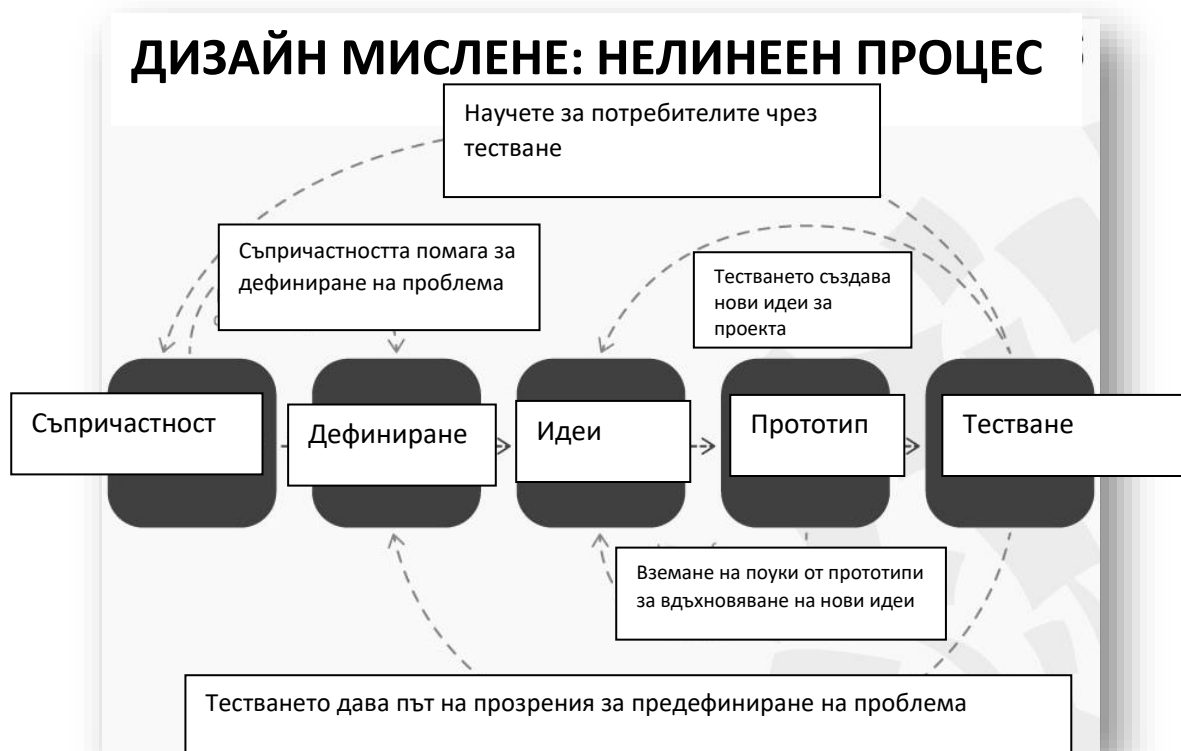 ДИЗАЙН МИСЛЕНЕ: НЕЛИНЕЕН ПРОЦЕС
Научете за потребителите чрез
тестване
Съпричастността помага за
дефиниране на проблема
Тестването създава
нови идеи за
проекта
Съпричастност
Дефиниране
Идеи
Прототип
Тестване
Вземане на поуки от прототипи
за вдъхновяване на нови идеи
Тестването дава път на прозрения за предефиниране на проблема